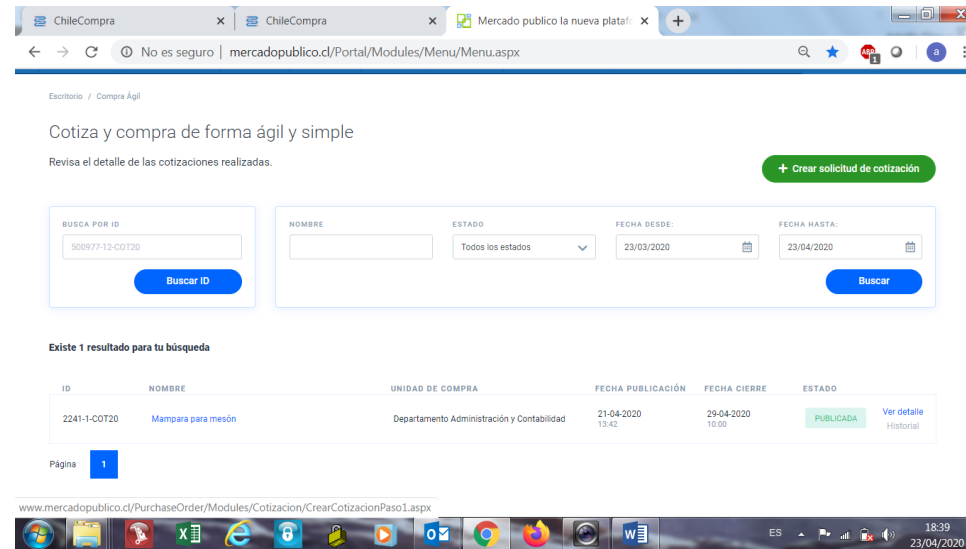 ChileCompra
ChileCompra
Mercado publico la nueva platafo
No es seguro | mercadopublico.cl/Portal/Modules/Menu/Menu.aspx
ABP
1
a
Escritorio / Compra Ágil
Cotiza y compra de forma ágil y simple
Revisa el detalle de las cotizaciones realizadas.
+ Crear solicitud de cotización
BUSCA POR ID
500977-12-COT20
Buscar ID
NOMBRE ESTADO FECHA DESDE: FECHA HASTA:
Todos los estados 23/03/2020 23/04/2020
Buscar
Existe 1 resultado para tu búsqueda
ID NOMBRE UNIDAD DE COMPRA FECHA PUBLICACIÓN FECHA CIERRE ESTADO
2241-1-COT20 Mampara para mesón Departamento Administración y Contabilidad 21-04-2020 29-04-2020 PUBLICADA Ver detalle
13:42 10:00 Historial
Página 1
www.mercadopublico.cl/PurchaseOrder/Modules/Cotizacion/CrearCotizacionPaso1.aspx
ES 18:39
23/04/2020